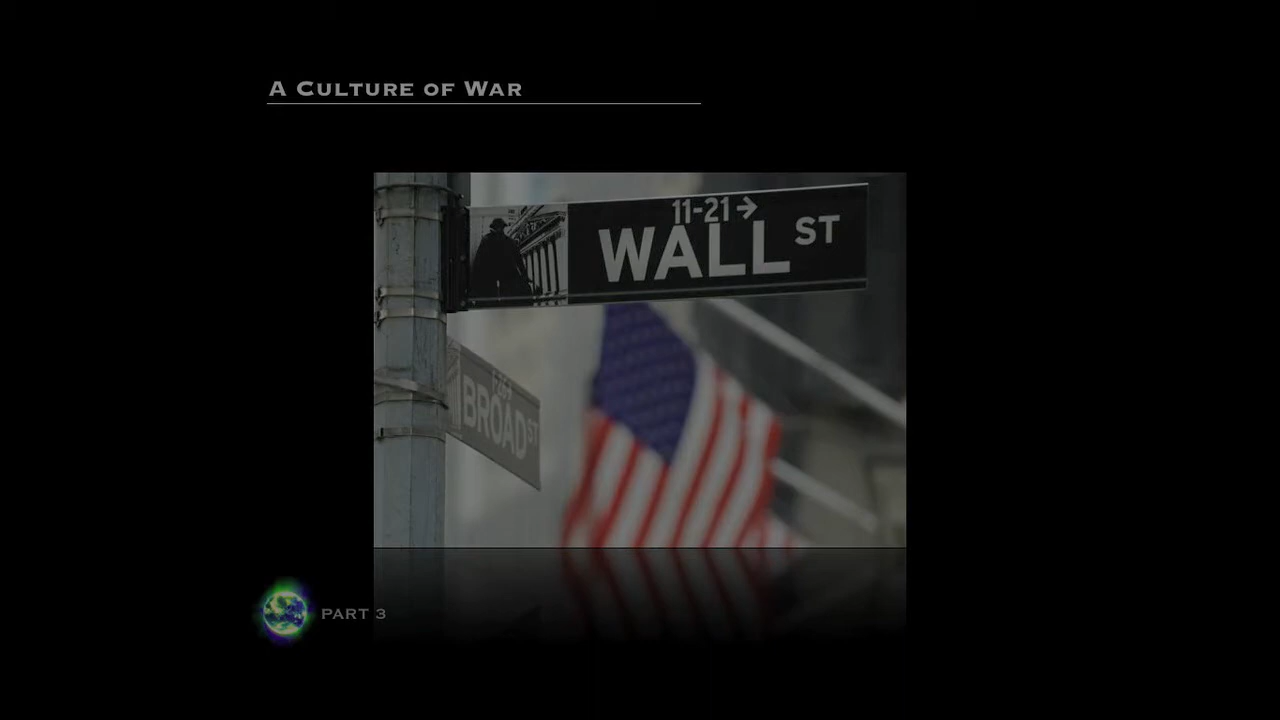 A CULTURE OF WAR
11-21 →
WALL ST
BROAD ST
PART 3